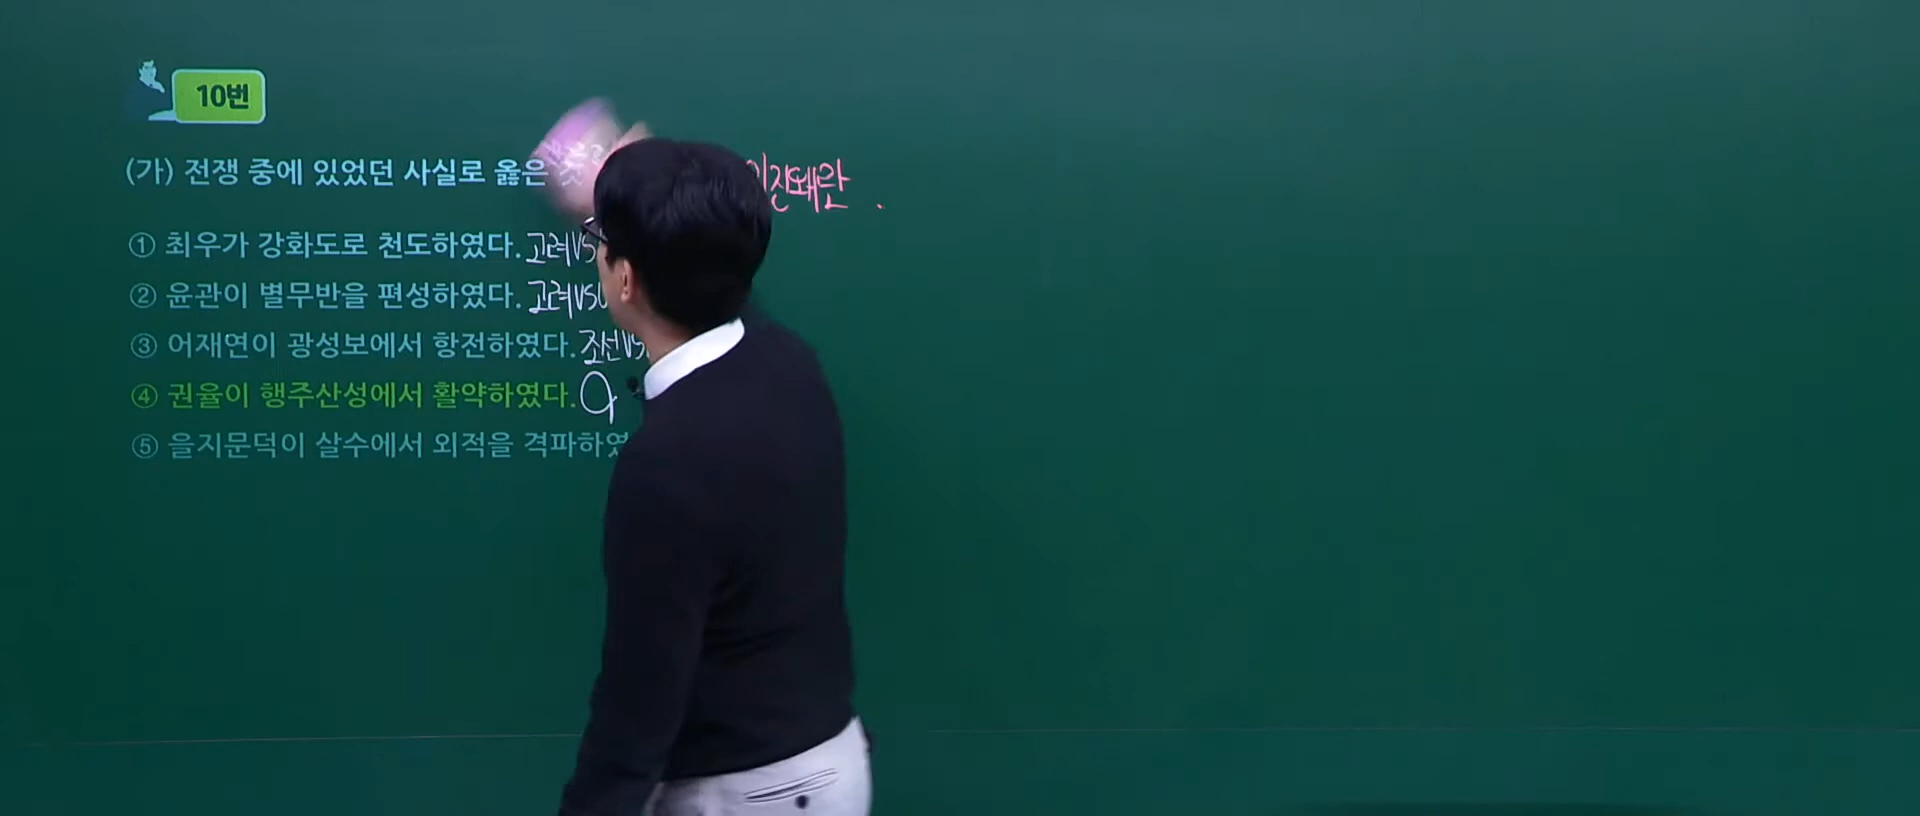 10번
(가) 전쟁 중에 있었던 사실로 옳은 것 임진왜란.
① 최우가 강화도로 천도하였다. 고려VS
② 윤관이 별무반을 편성하였다. 고려VS
③ 어재연이 광성보에서 항전하였다. 조선VS
④ 권율이 행주산성에서 활약하였다.
⑤ 을지문덕이 살수에서 외적을 격파하였